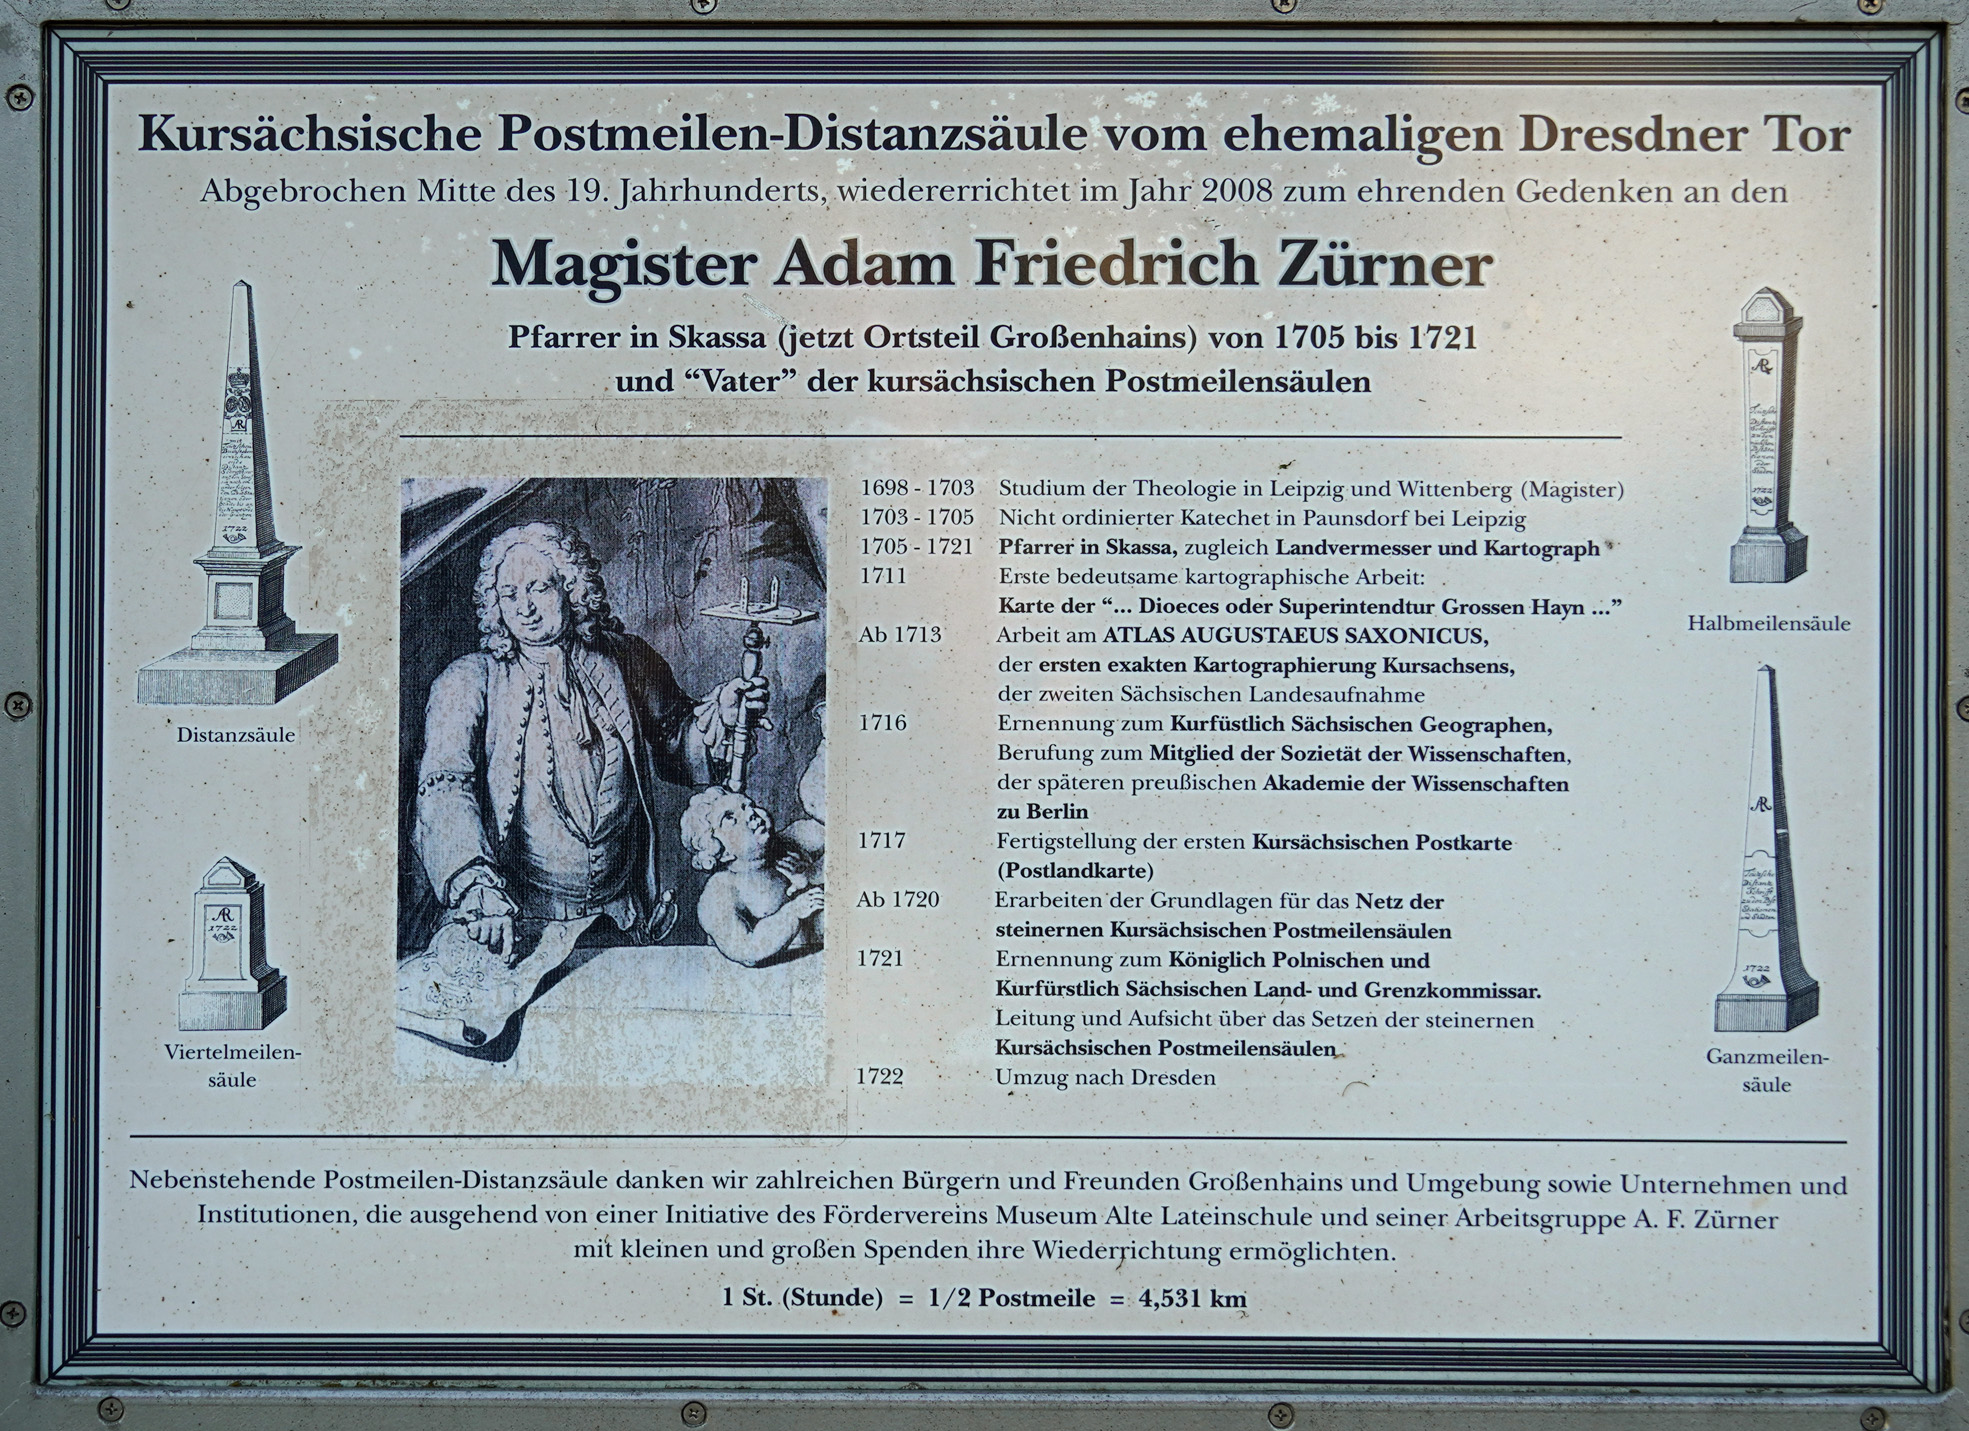 Kursächsische Postmeilen-Distanzsäule vom ehemaligen Dresdner Tor
Abgebrochen Mitte des 19. Jahrhunderts, wiedererrichtet im Jahr 2008 zum ehrenden Gedenken an den
Magister Adam Friedrich Zürner
Pfarrer in Skassa (jetzt Ortsteil Großenhains) von 1705 bis 1721
und “Vater” der kursächsischen Postmeilensäulen
1698 - 1703 Studium der Theologie in Leipzig und Wittenberg (Magister)
1703 - 1705 Nicht ordinierter Katechet in Paunsdorf bei Leipzig
1705 - 1721 Pfarrer in Skassa, zugleich Landvermesser und Kartograph
1711 Erste bedeutsame kartographische Arbeit:
Karte der “... Dioeces oder Superintendtur Grossen Hayn ...”
Ab 1713 Arbeit am ATLAS AUGUSTAEUS SAXONICUS,
der ersten exakten Kartographierung Kursachsens,
der zweiten Sächsischen Landesaufnahme
1716 Ernennung zum Kurfüstlich Sächsischen Geographen,
Berufung zum Mitglied der Sozietät der Wissenschaften,
der späteren preußischen Akademie der Wissenschaften
zu Berlin
1717 Fertigstellung der ersten Kursächsischen Postkarte
(Postlandkarte)
Ab 1720 Erarbeiten der Grundlagen für das Netz der
steinernen Kursächsischen Postmeilensäulen
1721 Ernennung zum Königlich Polnischen und
Kurfürstlich Sächsischen Land- und Grenzkommissar.
Leitung und Aufsicht über das Setzen der steinernen
Kursächsischen Postmeilensäulen
1722 Umzug nach Dresden
AR
1722
Distanzsäule
AR
1722
Viertelmeilen-
säule
AR
1722
Halbmeilensäule
AR
1722
Ganzmeilen-
säule
Nebenstehende Postmeilen-Distanzsäule danken wir zahlreichen Bürgern und Freunden Großenhains und Umgebung sowie Unternehmen und
Institutionen, die ausgehend von einer Initiative des Fördervereins Museum Alte Lateinschule und seiner Arbeitsgruppe A. F. Zürner
mit kleinen und großen Spenden ihre Wiederrichtung ermöglichten.
1 St. (Stunde) = 1/2 Postmeile = 4,531 km